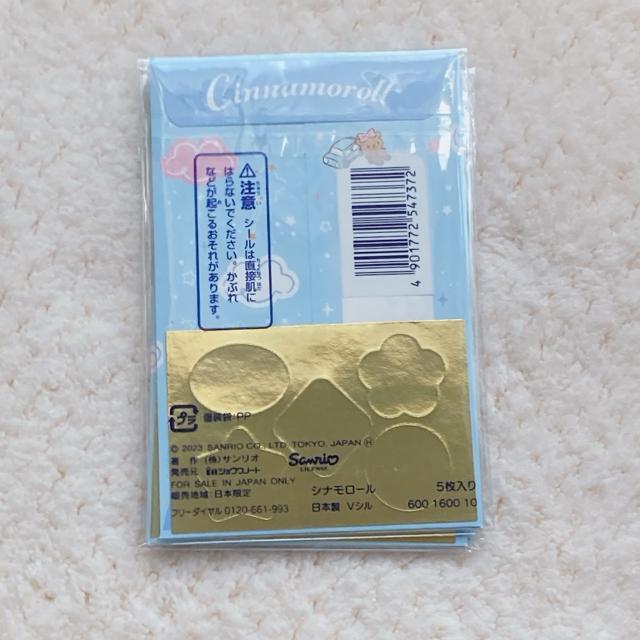 Cinnamoroll
⚠注意 シールは直接肌に
はらないでください。かぶれ
などが起こるおそれがあります。
4 901772 547372
プラ 個装袋:PP
© 2023 SANRIO CO., LTD. TOKYO, JAPAN Ⓗ
著 作 (株)サンリオ
Sanrio
発売元 ショウワノート
FOR SALE IN JAPAN ONLY
販売地域:日本限定
シナモロール 5枚入り
フリーダイヤル 0120-661-993
日本製 Vシル 600 1600 10